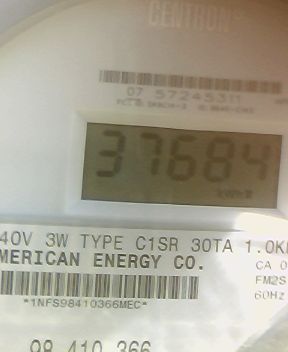 CENTRON
07 57245311
37684
40V 3W TYPE C1SR 30TA 1.0K
MERICAN ENERGY CO.
CA 0
FM2S
*1NFS98410366MEC*
60Hz
98 410 366